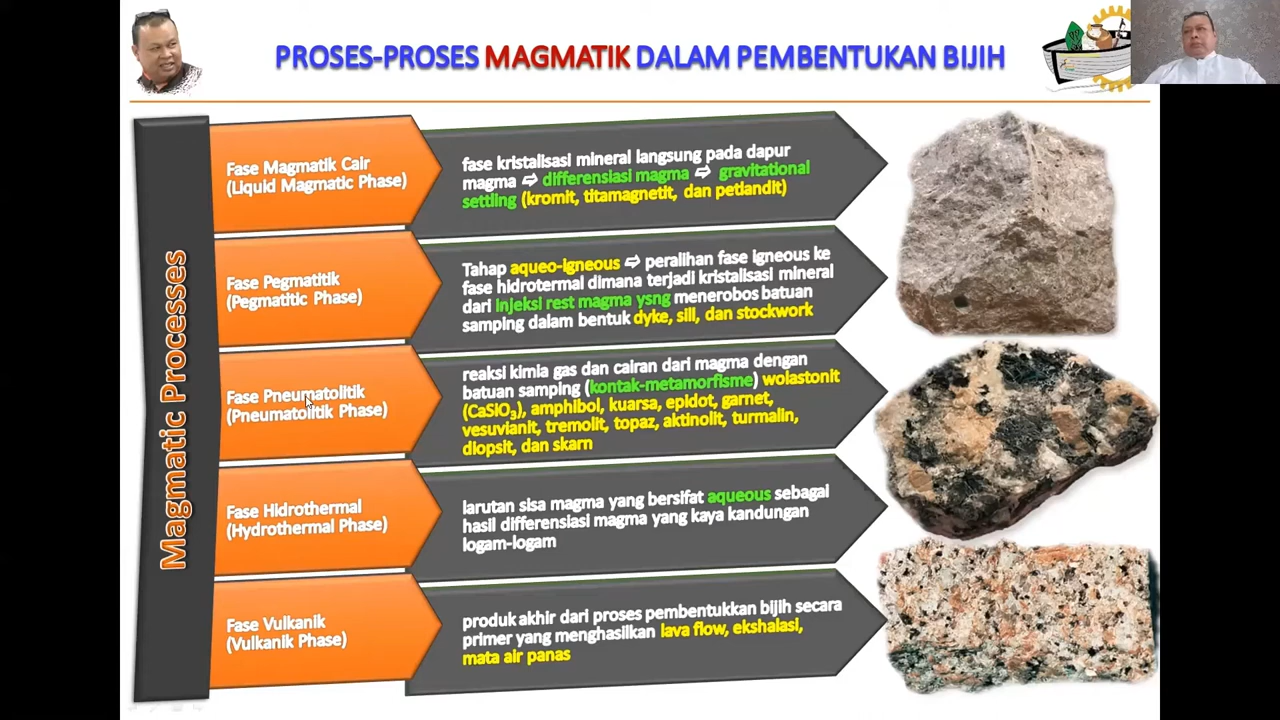 PROSES-PROSES MAGMATIK DALAM PEMBENTUKAN BIJIH
Magmatic Processes
Fase Magmatik Cair
(Liquid Magmatic Phase)
fase kristalisasi mineral langsung pada dapur
magma ⇨ differensiasi magma ⇨ gravitational
settling (kromit, titamagnetit, dan petlandit)
Fase Pegmatitik
(Pegmatitic Phase)
Tahap aqueo-igneous ⇨ peralihan fase igneous ke
fase hidrotermal dimana terjadi kristalisasi mineral
dari injeksi rest magma ysng menerobos batuan
samping dalam bentuk dyke, sill, dan stockwork
Fase Pneumatolitik
(Pneumatolitik Phase)
reaksi kimia gas dan cairan dari magma dengan
batuan samping (kontak-metamorfisme) wolastonit
(CaSiO₃), amphibol, kuarsa, epidot, garnet,
vesuvianit, tremolit, topaz, aktinolit, turmalin,
diopsit, dan skarn
Fase Hidrothermal
(Hydrothermal Phase)
larutan sisa magma yang bersifat aqueous sebagai
hasil differensiasi magma yang kaya kandungan
logam-logam
Fase Vulkanik
(Vulkanik Phase)
produk akhir dari proses pembentukkan bijih secara
primer yang menghasilkan lava flow, ekshalasi,
mata air panas